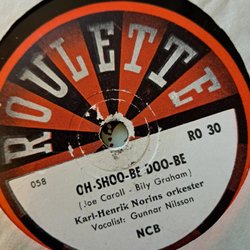 ROULETTE
058
RO 30
OH-SHOO-BE DOO-BE
(Joe Caroll - Bily Graham)
Karl-Henrik Norins orkester
Vocalist: Gunnar Nilsson
NCB